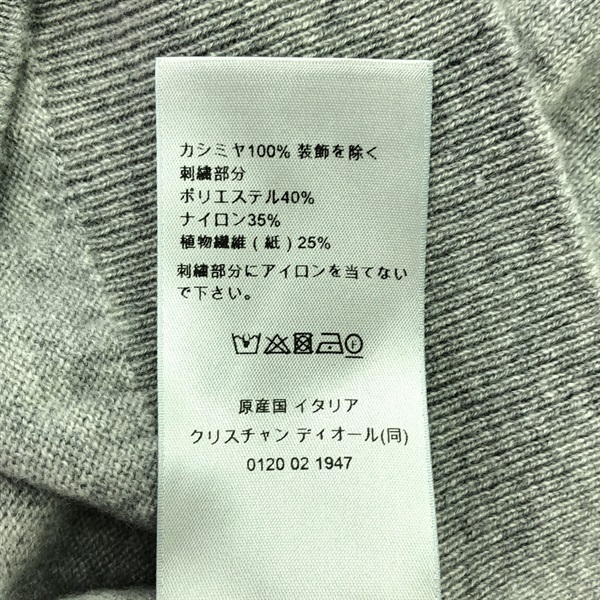 カシミヤ100% 装飾を除く
刺繍部分
ポリエステル40%
ナイロン35%
植物繊維(紙)25%
刺繍部分にアイロンを当てない
で下さい。
原産国 イタリア
クリスチャン ディオール(同)
0120 02 1947